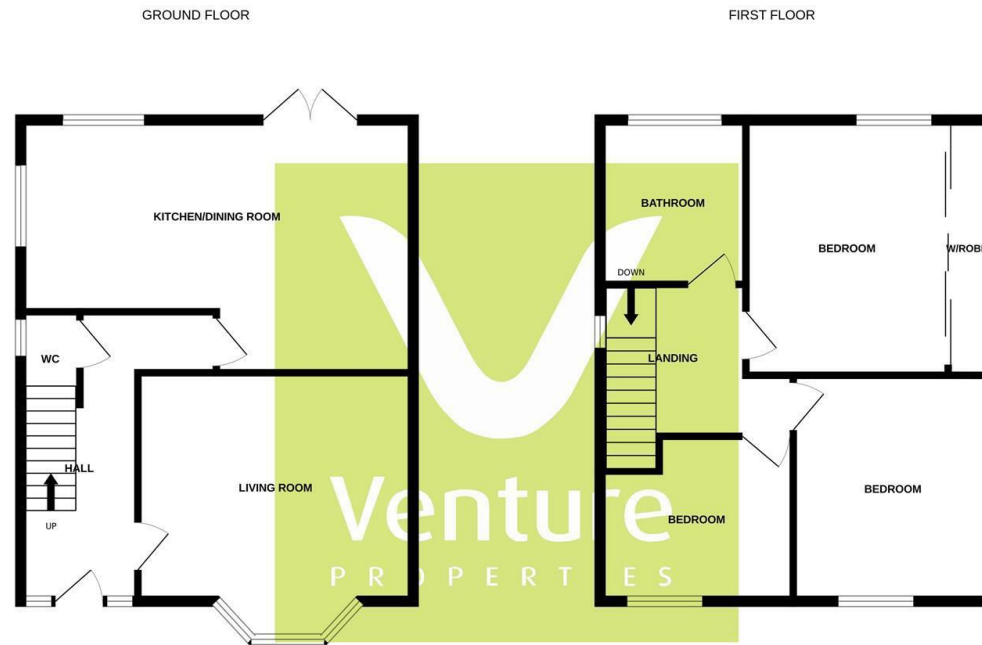 GROUND FLOOR
FIRST FLOOR
KITCHEN/DINING ROOM
WC
HALL
UP
LIVING ROOM
BATHROOM
DOWN
BEDROOM
LANDING
BEDROOM
BEDROOM
Venture
PROPERTIES